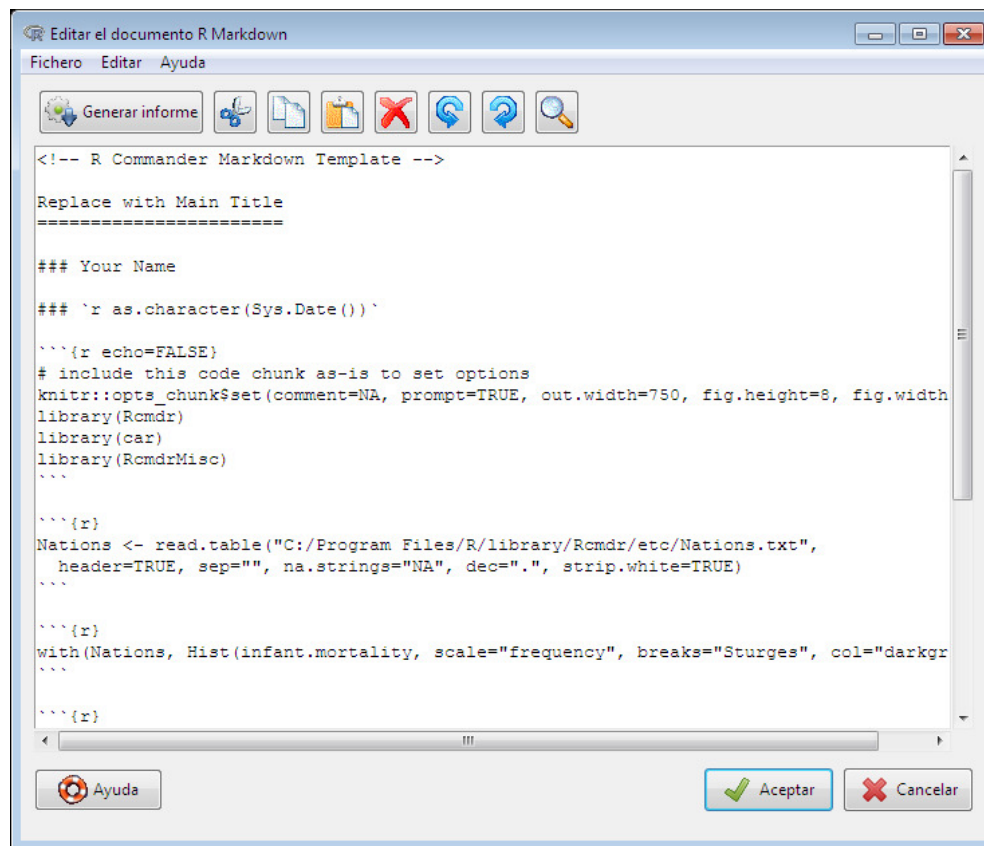 Editar el documento R Markdown
Fichero Editar Ayuda
Generar informe
<!-- R Commander Markdown Template -->
Replace with Main Title
=======================
### Your Name
### `r as.character(Sys.Date())`
```{r echo=FALSE}
# include this code chunk as-is to set options
knitr::opts_chunk$set(comment=NA, prompt=TRUE, out.width=750, fig.height=8, fig.width
library(Rcmdr)
library(car)
library(RcmdrMisc)
```
```{r}
Nations <- read.table("C:/Program Files/R/library/Rcmdr/etc/Nations.txt",
  header=TRUE, sep="", na.strings="NA", dec=".", strip.white=TRUE)
```
```{r}
with(Nations, Hist(infant.mortality, scale="frequency", breaks="Sturges", col="darkgr
```
```{r}
Ayuda Aceptar Cancelar